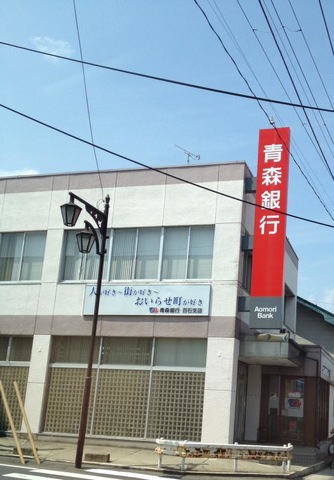 青森銀行
Aomori
Bank
人が好き～街が好き～
おいらせ町が好き
青森銀行 百石支店